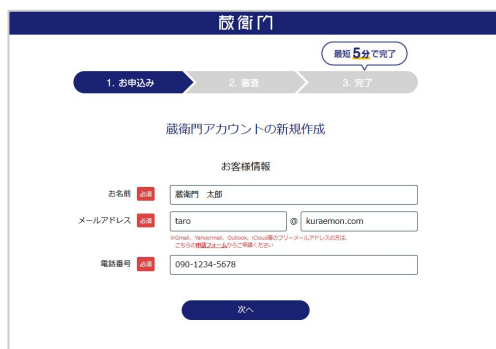 蔵衛門
最短5分で完了
1. お申込み 2. 審査 3. 完了
蔵衛門アカウントの新規作成
お客様情報
お名前 必須 蔵衛門 太郎
メールアドレス 必須 taro @ kuraemon.com
※Gmail、Yahoo!mail、Outlook、iCloud等のフリーメールアドレスの方は、
こちらの申請フォームからご申請ください
電話番号 必須 090-1234-5678
次へ